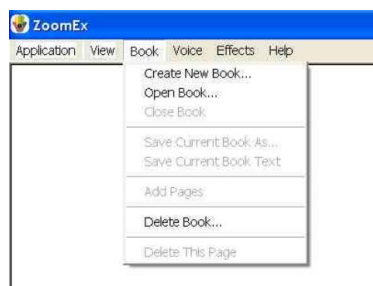 ZoomEx
Application View Book Voice Effects Help
Create New Book...
Open Book...
Close Book
Save Current Book As...
Save Current Book Text
Add Pages
Delete Book...
Delete This Page